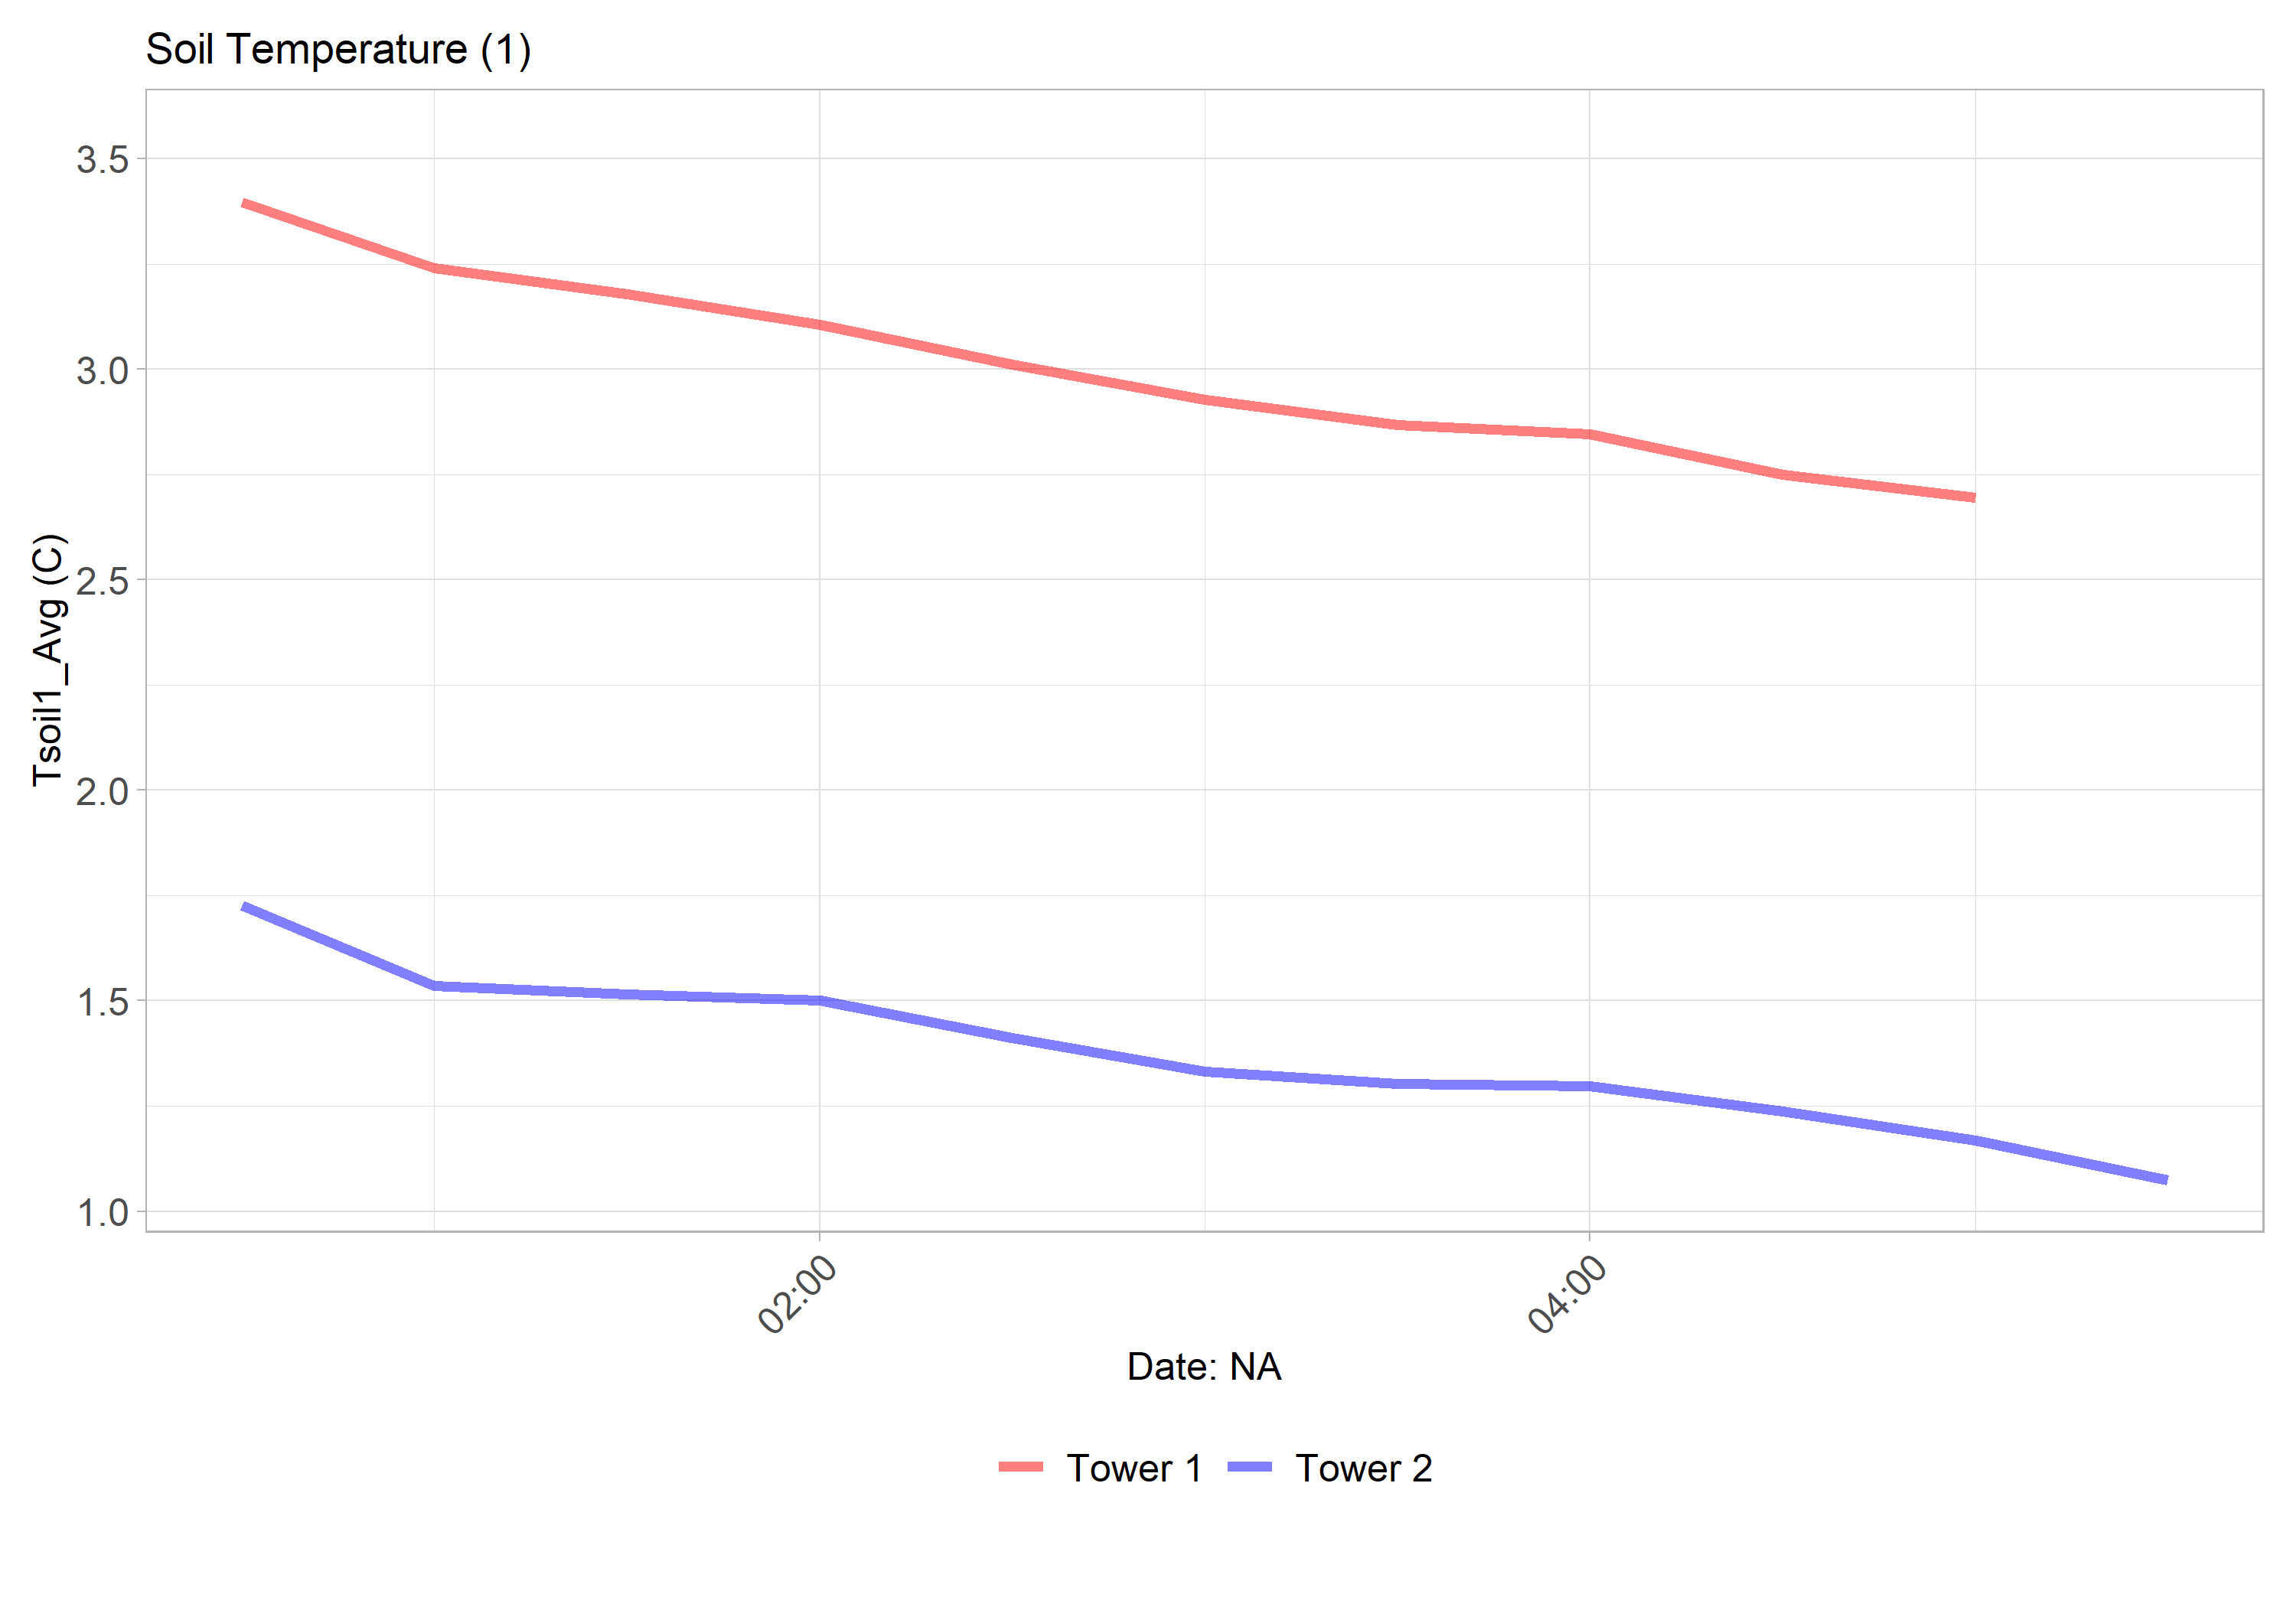 Soil Temperature (1)
Tsoil1_Avg (C)
3.5
3.0
2.5
2.0
1.5
1.0
02:00
04:00
Date: NA
Tower 1
Tower 2